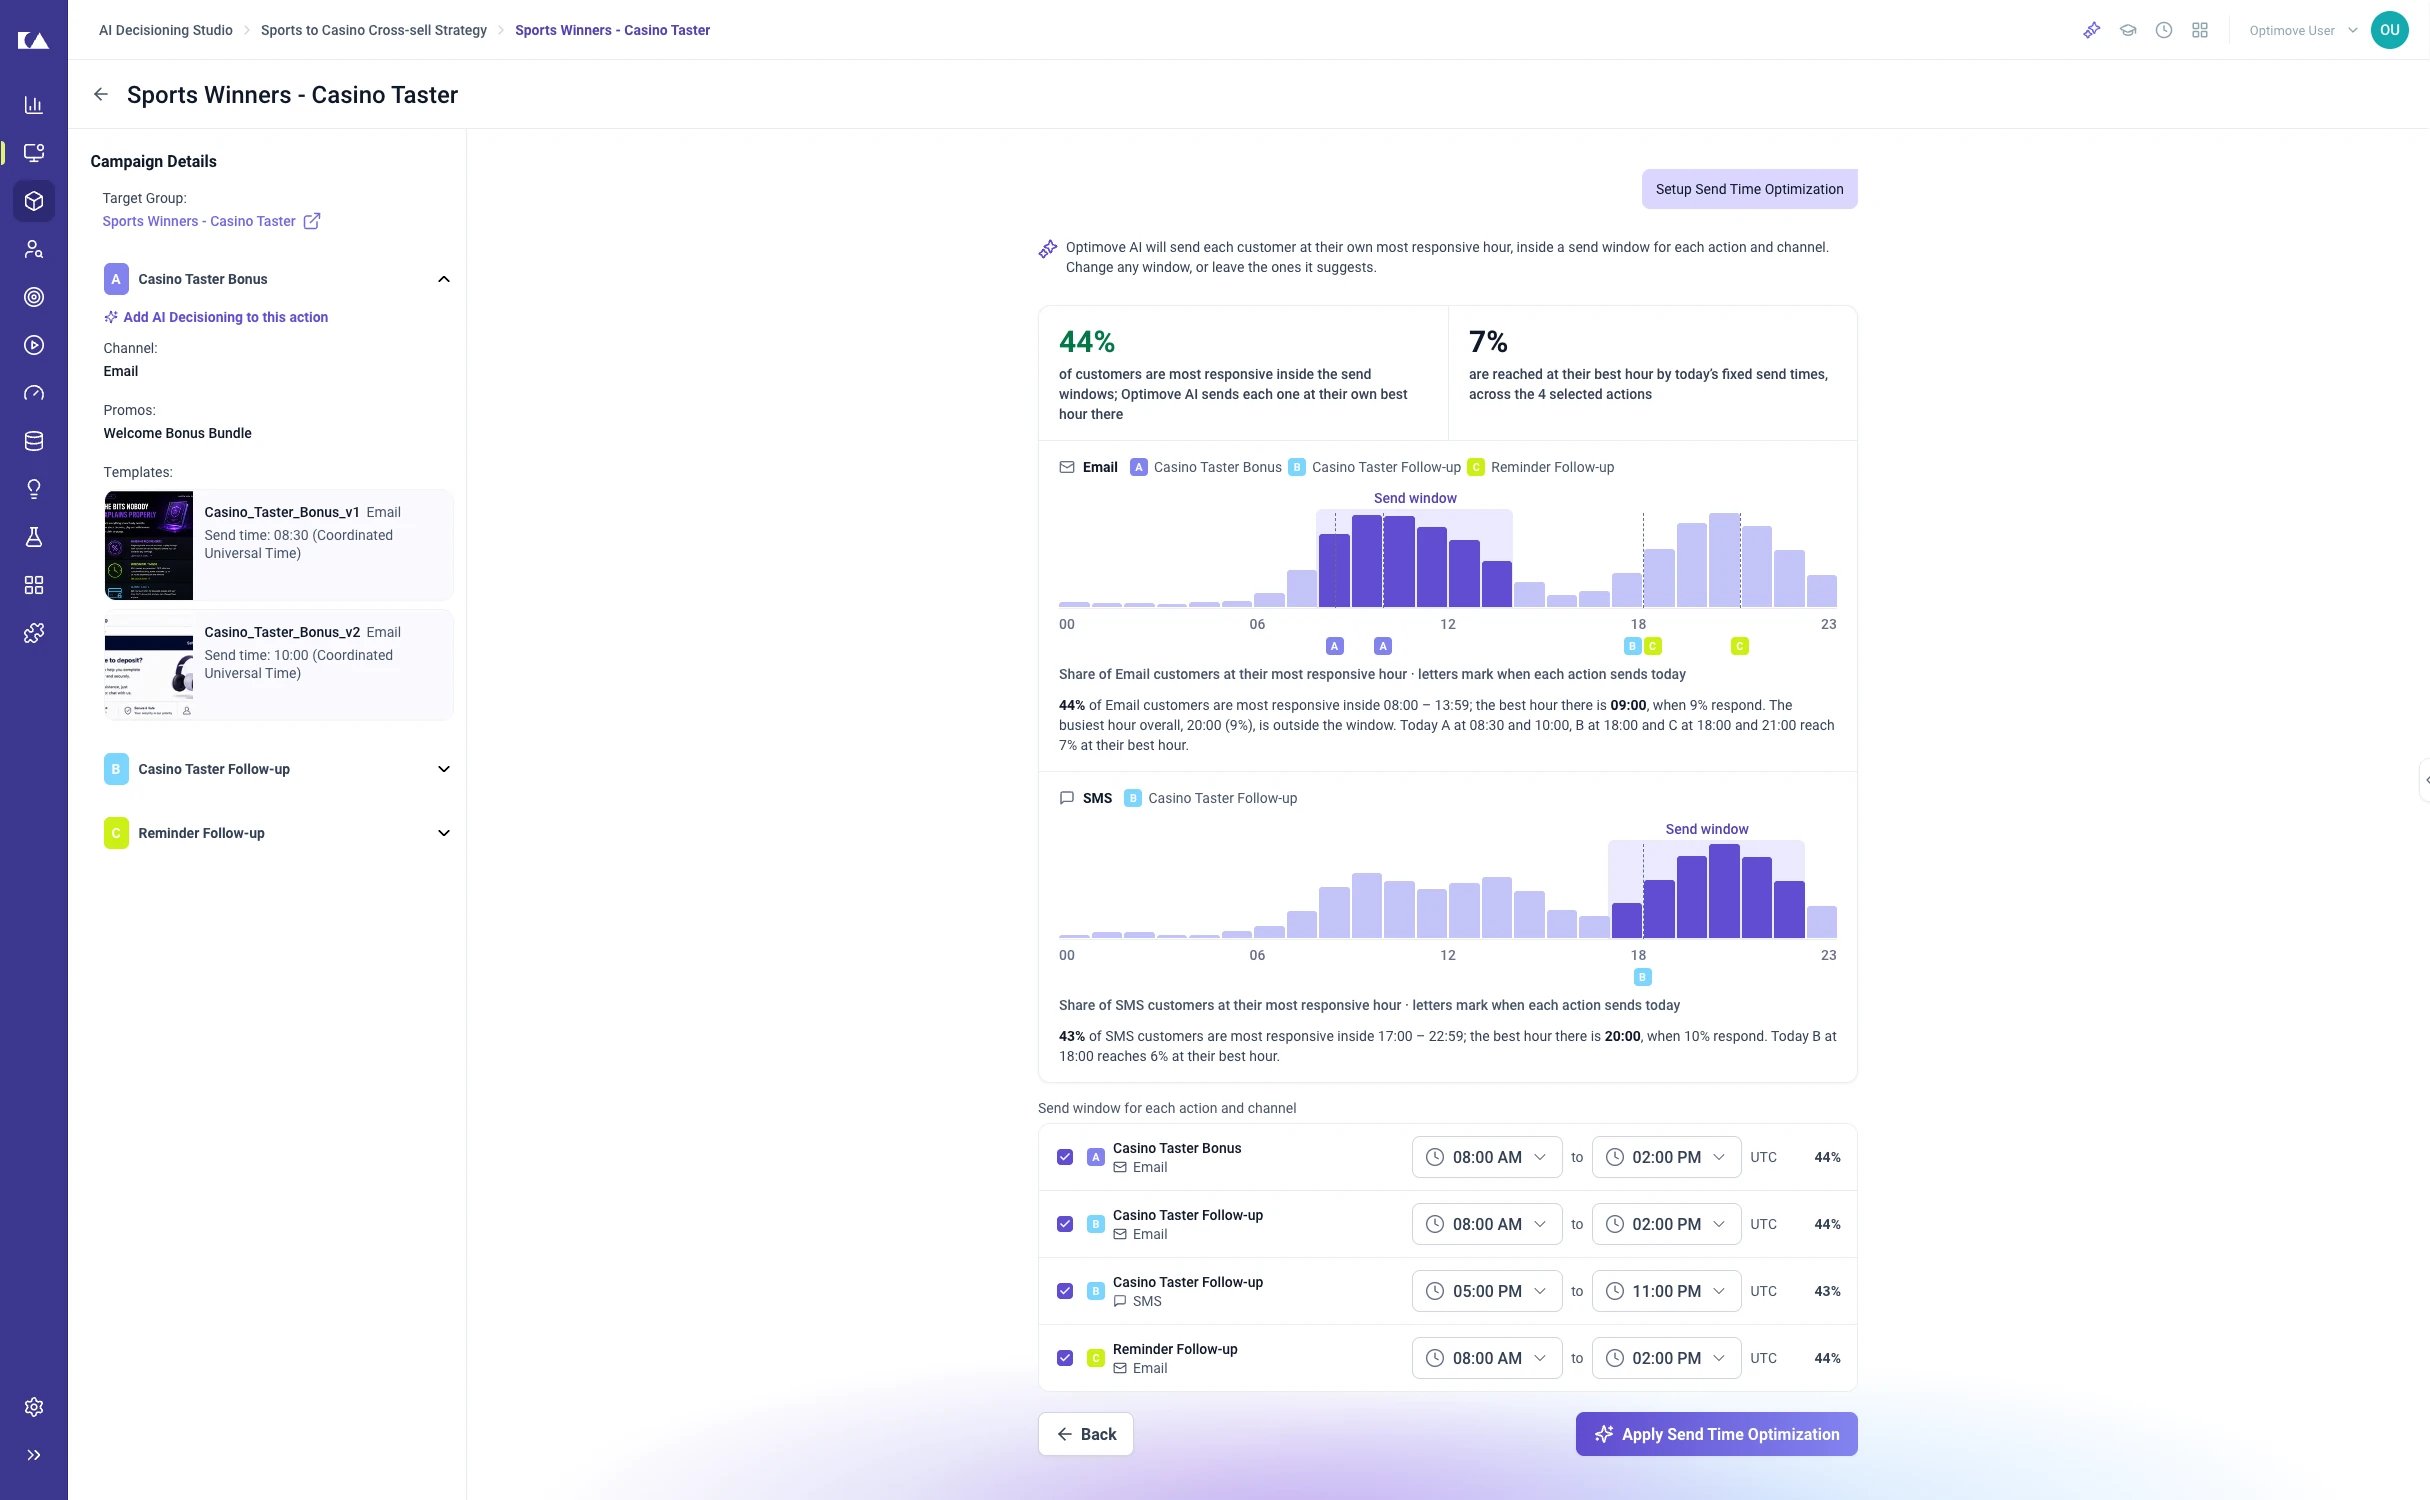 AI Decisioning Studio
Sports to Casino Cross-sell Strategy
Sports Winners - Casino Taster
Optimove User
OU
Sports Winners - Casino Taster
Campaign Details
Target Group:
Sports Winners - Casino Taster
A Casino Taster Bonus
Add AI Decisioning to this action
Channel:
Email
Promos:
Welcome Bonus Bundle
Templates:
Casino_Taster_Bonus_v1 Email
Send time: 08:30 (Coordinated
Universal Time)
Casino_Taster_Bonus_v2 Email
Send time: 10:00 (Coordinated
Universal Time)
B Casino Taster Follow-up
C Reminder Follow-up
Setup Send Time Optimization
Optimove AI will send each customer at their own most responsive hour, inside a send window for each action and channel.
Change any window, or leave the ones it suggests.
44%
of customers are most responsive inside the send
windows; Optimove AI sends each one at their own best
hour there
7%
are reached at their best hour by today's fixed send times,
across the 4 selected actions
Email A Casino Taster Bonus B Casino Taster Follow-up C Reminder Follow-up
Send window
00 06 12 18 23
A A B C C
Share of Email customers at their most responsive hour · letters mark when each action sends today
44% of Email customers are most responsive inside 08:00 – 13:59; the best hour there is 09:00, when 9% respond. The
busiest hour overall, 20:00 (9%), is outside the window. Today A at 08:30 and 10:00, B at 18:00 and C at 18:00 and 21:00 reach
7% at their best hour.
SMS B Casino Taster Follow-up
Send window
00 06 12 18 23
B
Share of SMS customers at their most responsive hour · letters mark when each action sends today
43% of SMS customers are most responsive inside 17:00 – 22:59; the best hour there is 20:00, when 10% respond. Today B at
18:00 reaches 6% at their best hour.
Send window for each action and channel
A Casino Taster Bonus
Email
08:00 AM to 02:00 PM UTC 44%
B Casino Taster Follow-up
Email
08:00 AM to 02:00 PM UTC 44%
B Casino Taster Follow-up
SMS
05:00 PM to 11:00 PM UTC 43%
C Reminder Follow-up
Email
08:00 AM to 02:00 PM UTC 44%
Back
Apply Send Time Optimization